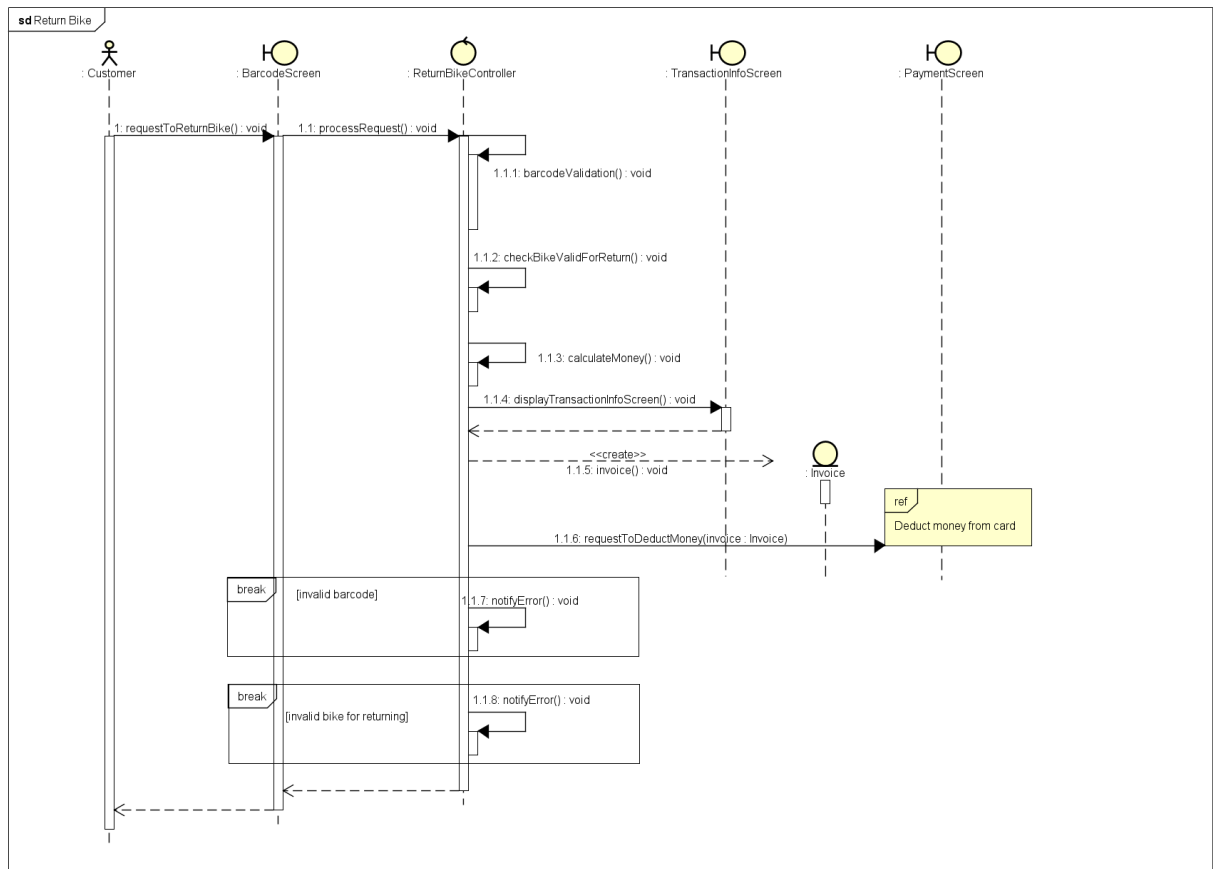 sd Return Bike
: Customer
: BarcodeScreen
: ReturnBikeController
: TransactionInfoScreen
: PaymentScreen
1: requestToReturnBike() : void
1.1: processRequest() : void
1.1.1: barcodeValidation() : void
1.1.2: checkBikeValidForReturn() : void
1.1.3: calculateMoney() : void
1.1.4: displayTransactionInfoScreen() : void
<<create>>
1.1.5: invoice() : void
: Invoice
ref
Deduct money from card
1.1.6: requestToDeductMoney(invoice : Invoice)
break
[invalid barcode]
1.1.7: notifyError() : void
break
[invalid bike for returning]
1.1.8: notifyError() : void